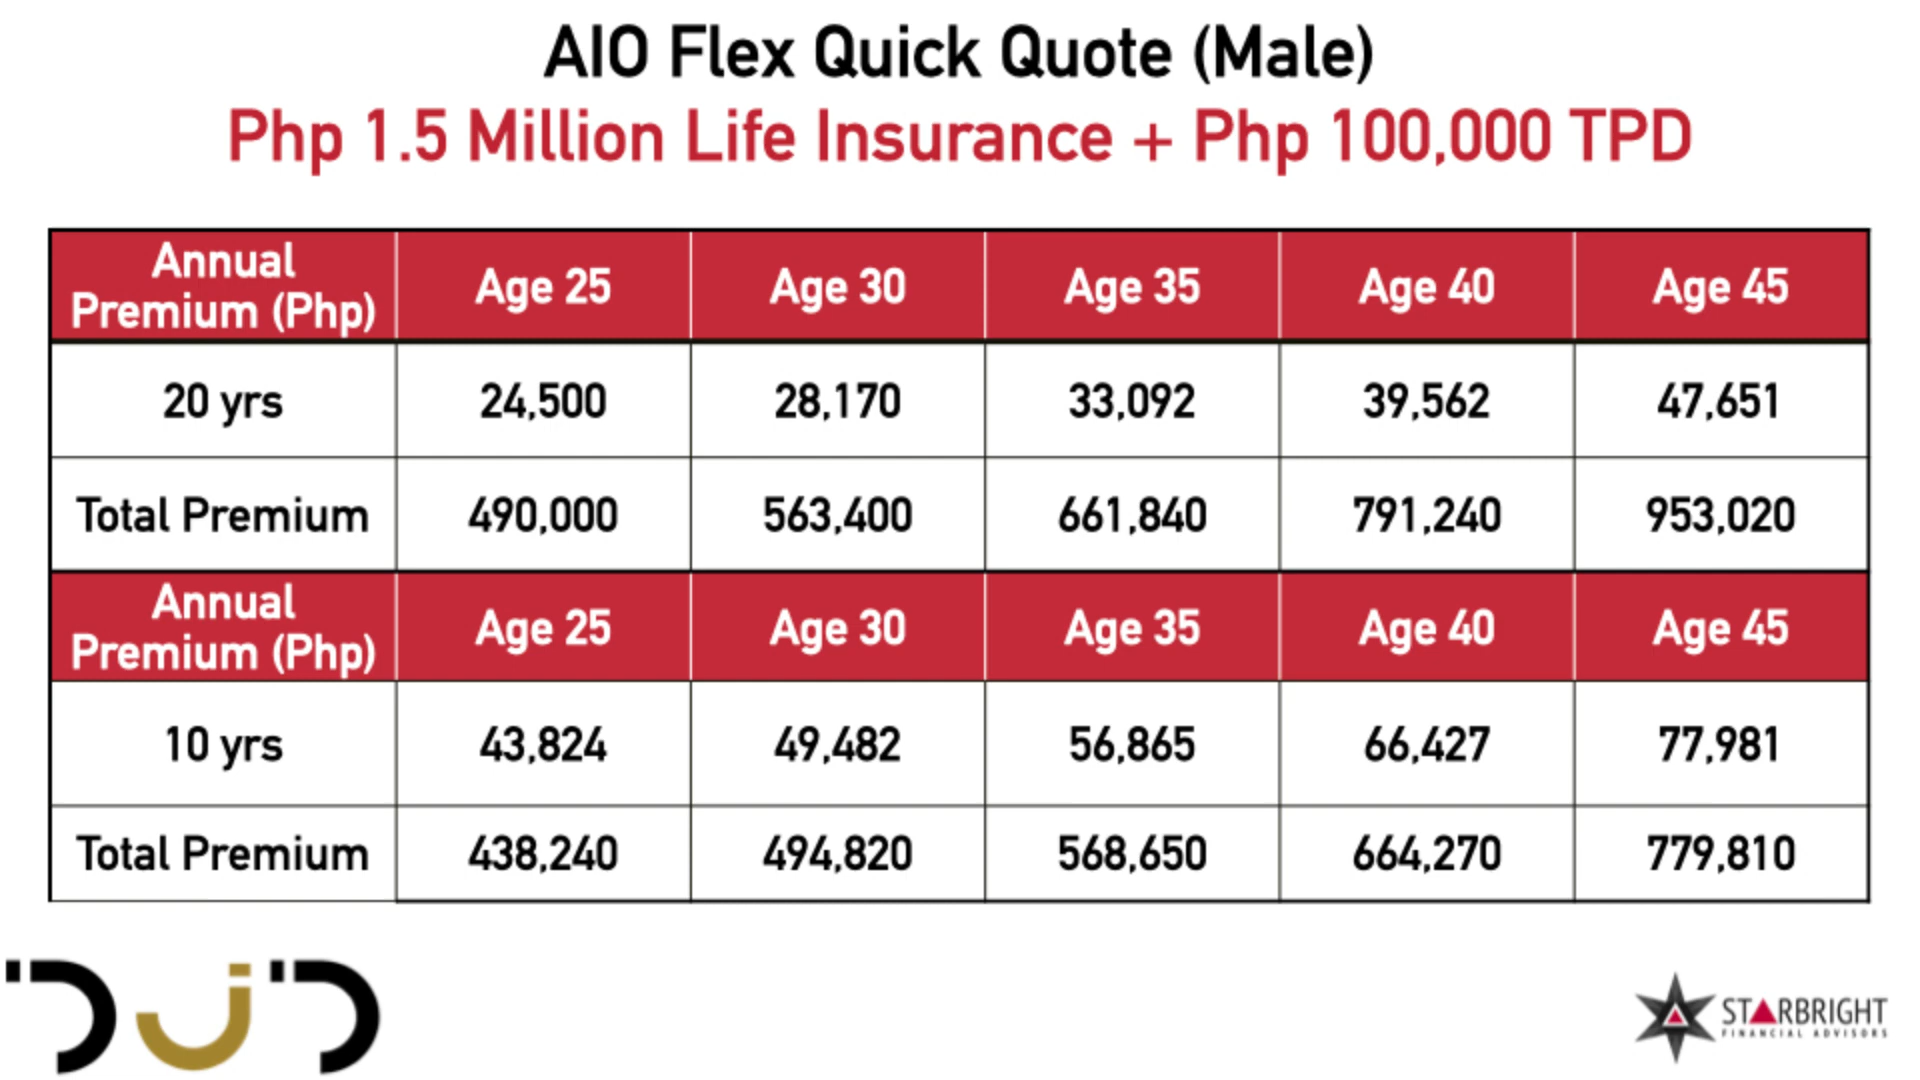 AIO Flex Quick Quote (Male)
Php 1.5 Million Life Insurance + Php 100,000 TPD
Annual Premium (Php) Age 25 Age 30 Age 35 Age 40 Age 45
20 yrs 24,500 28,170 33,092 39,562 47,651
Total Premium 490,000 563,400 661,840 791,240 953,020
Annual Premium (Php) Age 25 Age 30 Age 35 Age 40 Age 45
10 yrs 43,824 49,482 56,865 66,427 77,981
Total Premium 438,240 494,820 568,650 664,270 779,810
DJD
STARBRIGHT
FINANCIAL ADVISORS